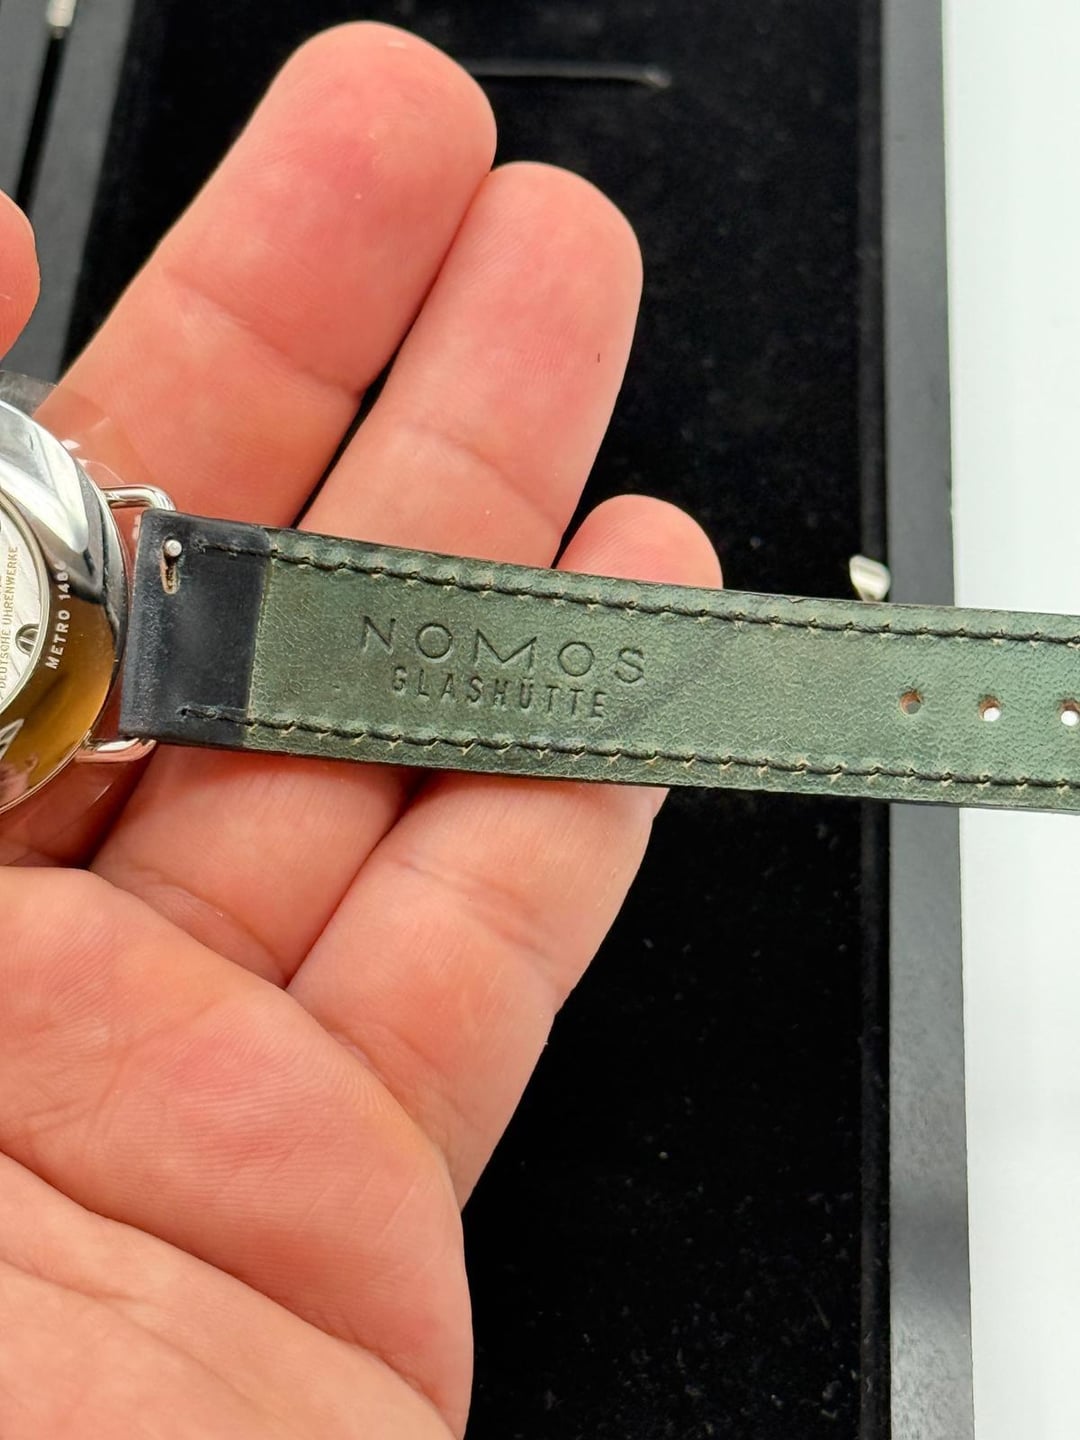 NOMOS
GLASHÜTTE
DEUTSCHE UHRENWERKE
METRO